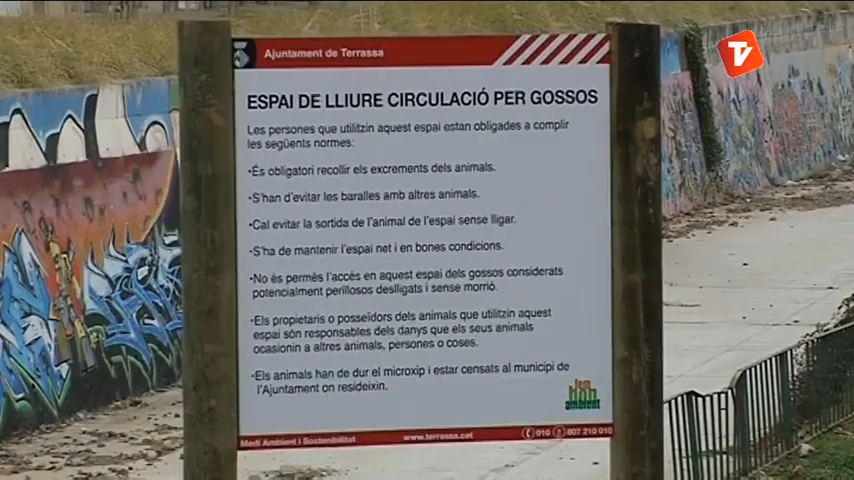 TV
Ajuntament de Terrassa
ESPAI DE LLIURE CIRCULACIÓ PER GOSSOS
Les persones que utilitzin aquest espai estan obligades a complir
les següents normes:
•És obligatori recollir els excrements dels animals.
•S'han d'evitar les baralles amb altres animals.
•Cal evitar la sortida de l'animal de l'espai sense lligar.
•S'ha de mantenir l'espai net i en bones condicions.
•No és permès l'accés en aquest espai dels gossos considerats
potencialment perillosos deslligats i sense morrió.
•Els propietaris o posseïdors dels animals que utilitzin aquest
espai són responsables dels danys que els seus animals
ocasionin a altres animals, persones o coses.
•Els animals han de dur el microxip i estar censats al municipi de
l'Ajuntament on resideixin.
fem
bon
ambient
Medi Ambient i Sostenibilitat
www.terrassa.cat
010
807 210 010